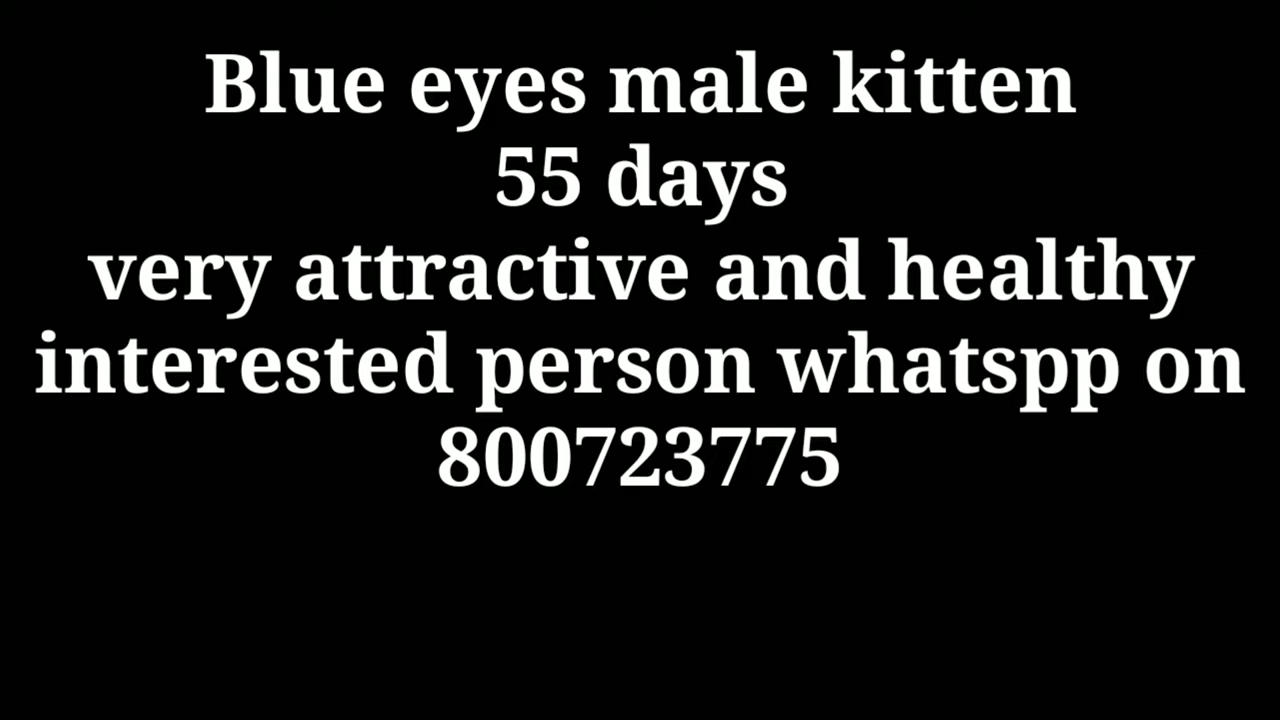 Blue eyes male kitten
55 days
very attractive and healthy
interested person whatspp on
800723775